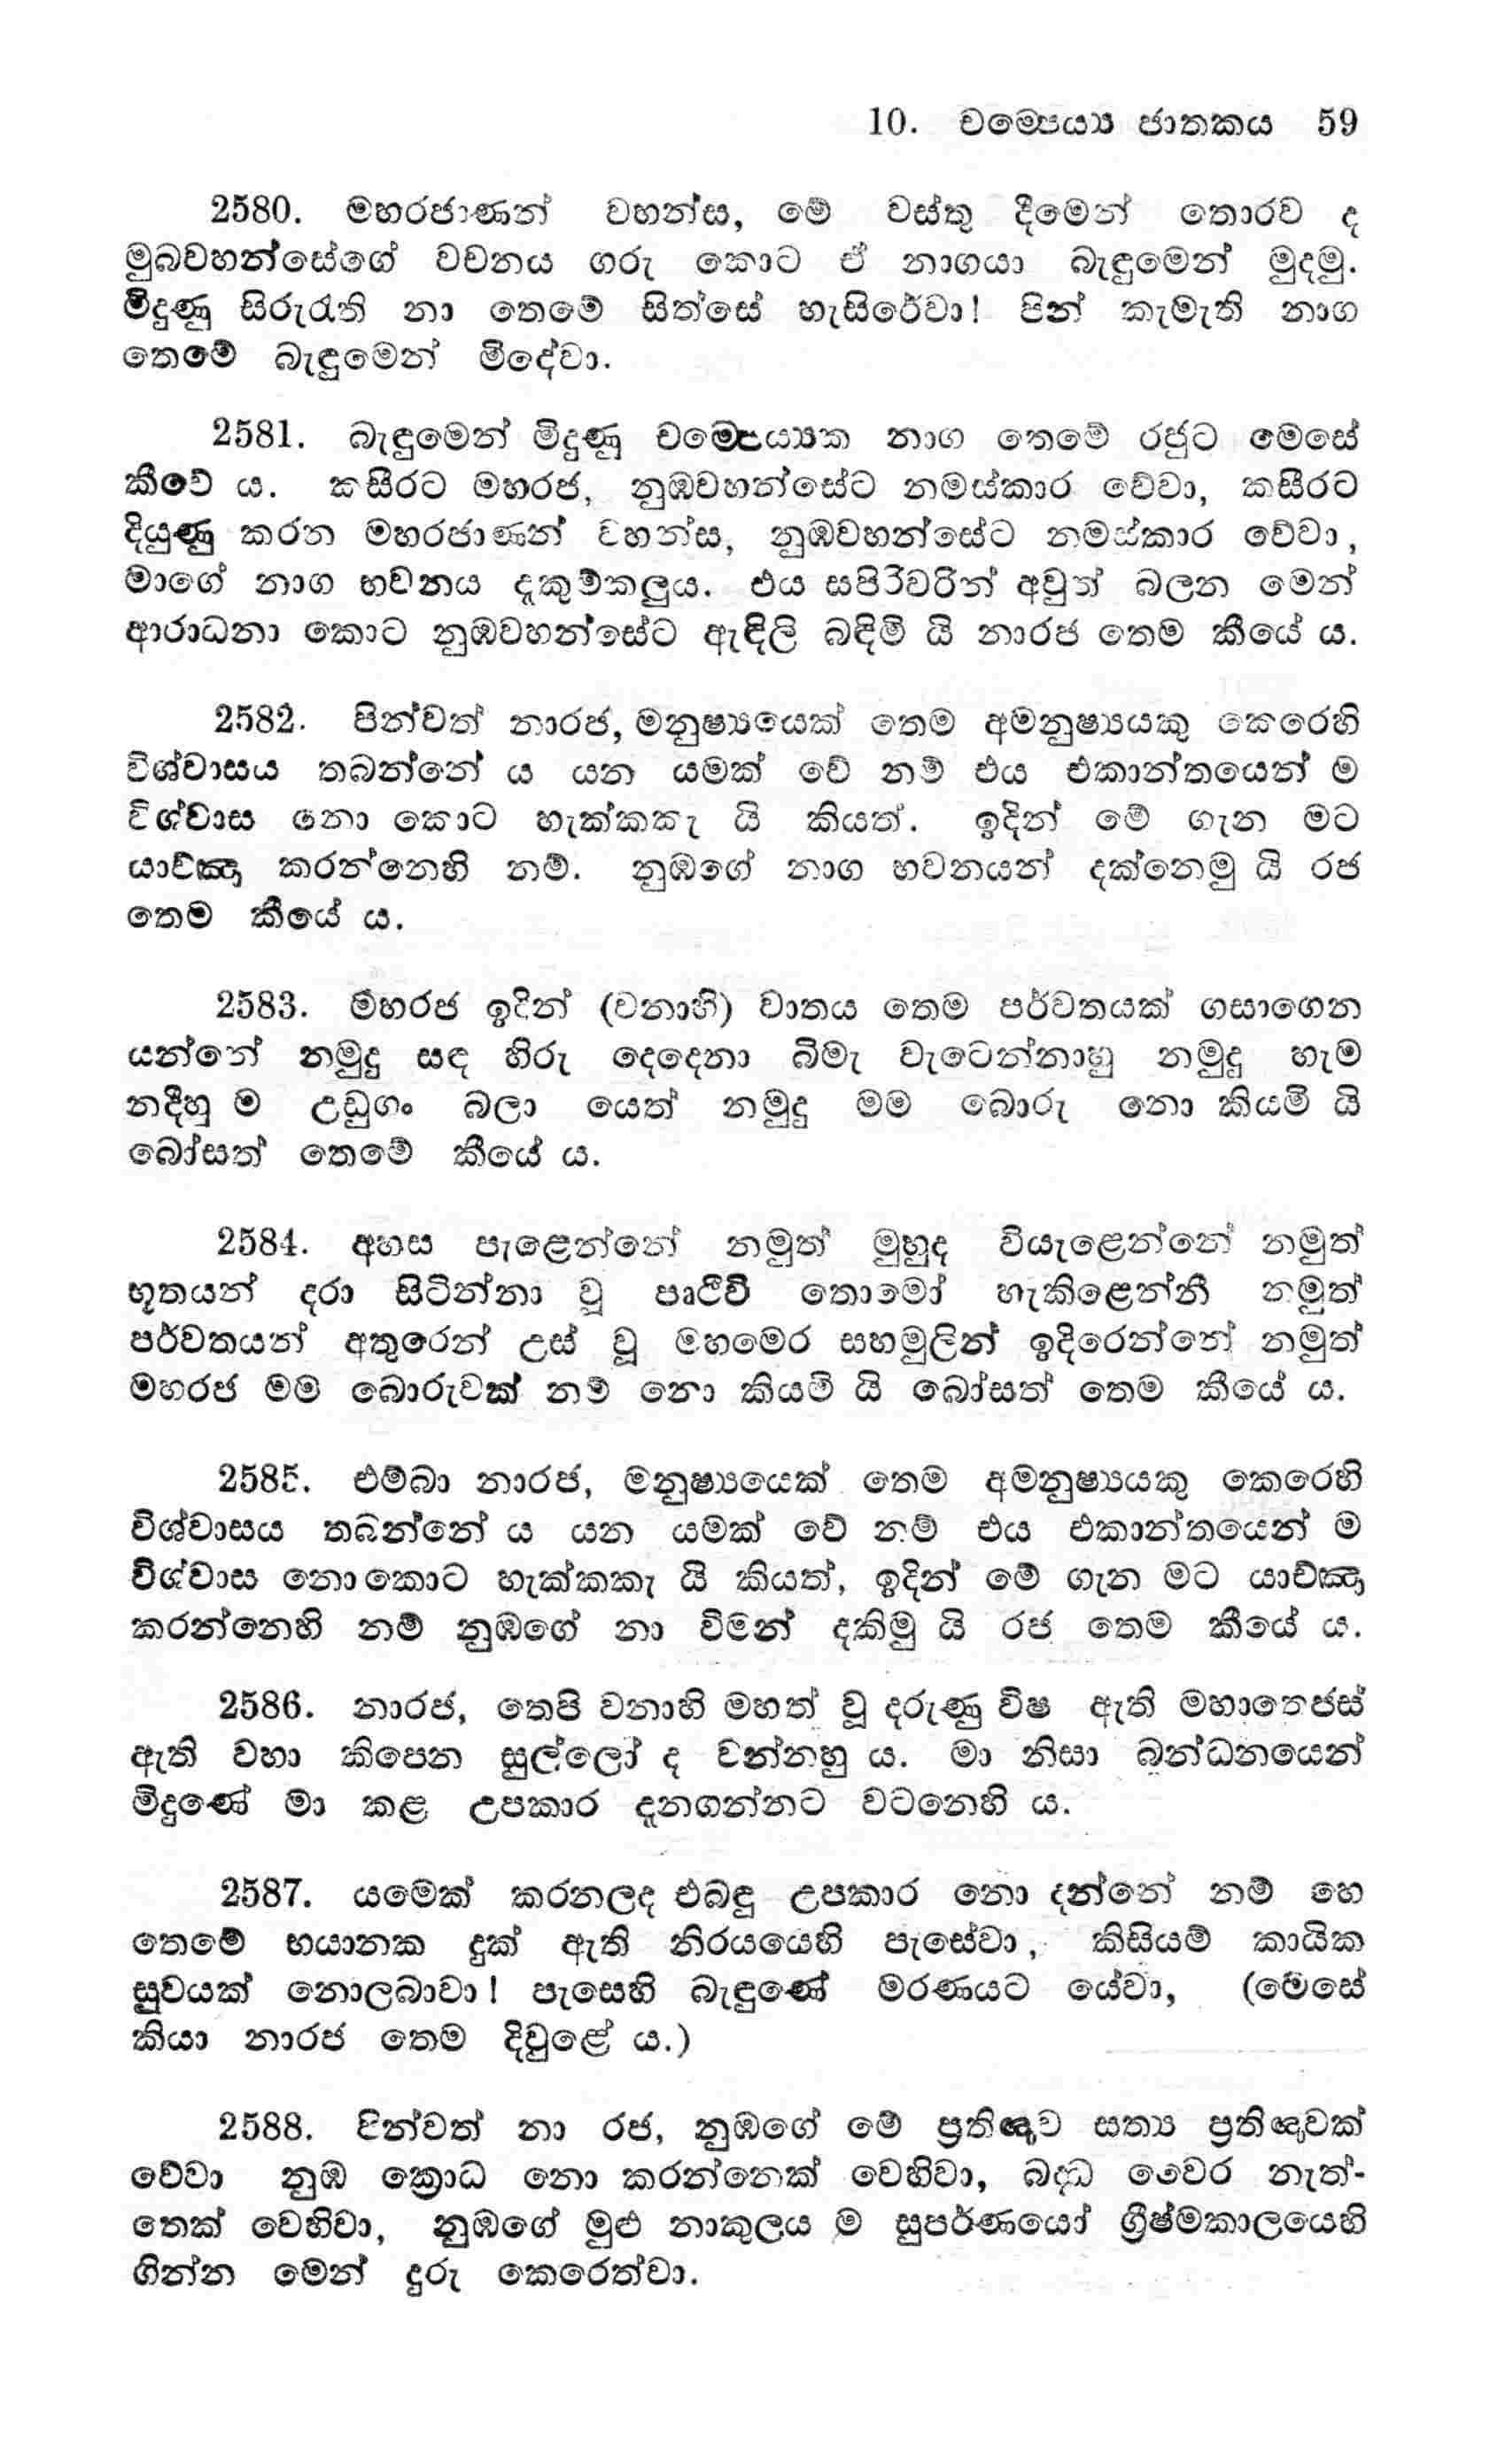 10. චම්පෙය්‍ය ජාතකය 59
2580. මහරජාණන් වහන්ස, මේ වස්තු දීමෙන් තොරව ද
මුබවහන්සේගේ වචනය ගරු කොට ඒ නාගයා බැඳුමෙන් මුදමු.
මිදුණු සිරුරැති නා තෙමේ සිත්සේ හැසිරේවා! පින් කැමැති නාග
තෙමේ බැඳුමෙන් මිදේවා.
2581. බැඳුමෙන් මිදුණු චම්පෙය්‍යක නාග තෙමේ රජුට මෙසේ
කීවේ ය. කසීරට මහරජ, නුඹවහන්සේට නමස්කාර වේවා, කසීරට
දියුණු කරන මහරජාණන් වහන්ස, නුඹවහන්සේට නමස්කාර වේවා,
මාගේ නාග භවනය දැකුම්කලුය. එය සපිරිවරින් අවුත් බලන මෙන්
ආරාධනා කොට නුඹවහන්සේට ඇඳිලි බඳිමි යි නාරජ තෙම කීයේ ය.
2582. පින්වත් නාරජ, මනුෂ්‍යයෙක් තෙම අමනුෂ්‍යයකු කෙරෙහි
විශ්වාසය තබන්නේ ය යන යමක් වේ නම් එය එකාන්තයෙන් ම
විශ්වාස නො කොට හැක්කකැ යි කියත්. ඉදින් මේ ගැන මට
යාච්ඤා කරන්නෙහි නම්. නුඹගේ නාග භවනයන් දක්නෙමු යි රජ
තෙම කීයේ ය.
2583. මහරජ ඉදින් (වනාහි) වාතය තෙම පර්වතයක් ගසාගෙන
යන්නේ නමුදු සඳ හිරු දෙදෙනා බිමැ වැටෙන්නාහු නමුදු හැම
නදීහු ම උඩුගං බලා යෙත් නමුදු මම බොරු නො කියමි යි
බෝසත් තෙමේ කීයේ ය.
2584. අහස පැළෙන්නේ නමුත් මුහුද වියැළෙන්නේ නමුත්
භූතයන් දරා සිටින්නා වූ පෘථිවි තොමෝ හැකිළෙන්නී නමුත්
පර්වතයන් අතුරෙන් උස් වූ මහමෙර සහමුලින් ඉදිරෙන්නේ නමුත්
මහරජ මම බොරුවක් නම් නො කියමි යි බෝසත් තෙම කීයේ ය.
2585. එම්බා නාරජ, මනුෂ්‍යයෙක් තෙම අමනුෂ්‍යයකු කෙරෙහි
විශ්වාසය තබන්නේ ය යන යමක් වේ නම් එය එකාන්තයෙන් ම
විශ්වාස නොකොට හැක්කකැ යි කියත්, ඉදින් මේ ගැන මට යාච්ඤා
කරන්නෙහි නම් නුඹගේ නා විමන් දකිමු යි රජ තෙම කීයේ ය.
2586. නාරජ, තෙපි වනාහි මහත් වූ දරුණු විෂ ඇති මහාතෙජස්
ඇති වහා කිපෙන සුල්ලෝ ද වන්නහු ය. මා නිසා බන්ධනයෙන්
මිදුණේ මා කළ උපකාර දැනගන්නට වටනෙහි ය.
2587. යමෙක් කරනලද එබඳු උපකාර නො දන්නේ නම් හෙ
තෙමේ භයානක දුක් ඇති නිරයයෙහි පැසේවා, කිසියම් කායික
සුවයක් නොලබාවා! පැසෙහි බැඳුණේ මරණයට යේවා, (මෙසේ
කියා නාරජ තෙම දිවුළේ ය.)
2588. පින්වත් නා රජ, නුඹගේ මේ ප්‍රතිඥාව සත්‍ය ප්‍රතිඥාවක්
වේවා නුඹ ක්‍රොධ නො කරන්නෙක් වෙහිවා, බද්ධ වෛර නැත්-
තෙක් වෙහිවා, නුඹගේ මුළු නාකුලය ම සුපර්ණයෝ ග්‍රීෂ්මකාලයෙහි
ගින්න මෙන් දුරු කෙරෙත්වා.